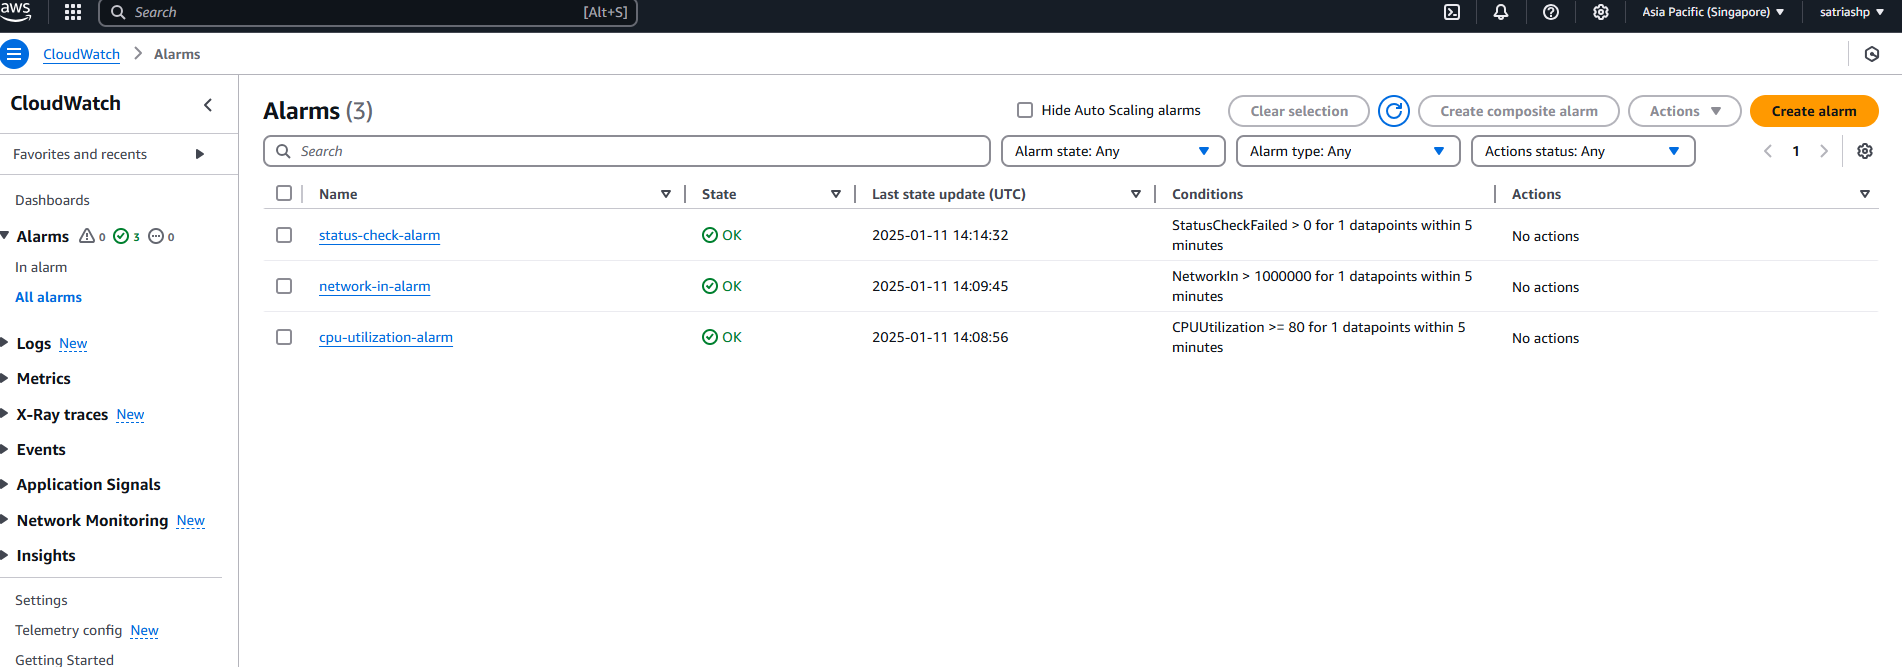 aws
Search [Alt+S]
Asia Pacific (Singapore)
satriashp
CloudWatch
Alarms
CloudWatch
Favorites and recents
Dashboards
Alarms 0 3 0
In alarm
All alarms
Logs New
Metrics
X-Ray traces New
Events
Application Signals
Network Monitoring New
Insights
Settings
Telemetry config New
Getting Started
Alarms (3)
Hide Auto Scaling alarms
Clear selection
Create composite alarm
Actions
Create alarm
Search
Alarm state: Any
Alarm type: Any
Actions status: Any
1
Name State Last state update (UTC) Conditions Actions
status-check-alarm OK 2025-01-11 14:14:32 StatusCheckFailed > 0 for 1 datapoints within 5
minutes
No actions
network-in-alarm OK 2025-01-11 14:09:45 NetworkIn > 1000000 for 1 datapoints within 5
minutes
No actions
cpu-utilization-alarm OK 2025-01-11 14:08:56 CPUUtilization >= 80 for 1 datapoints within 5
minutes
No actions